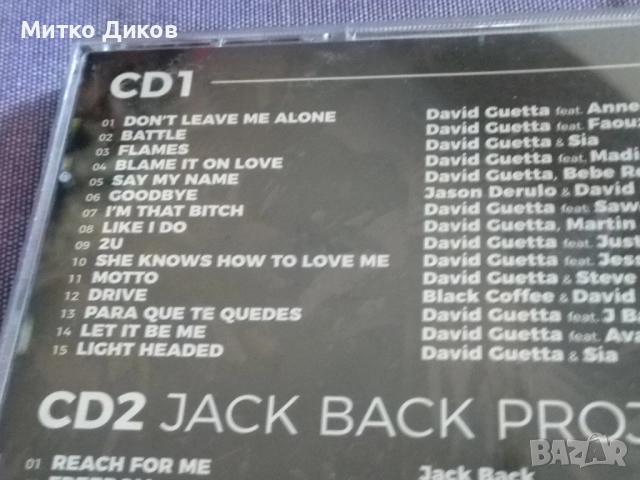 Митко Диков
CD1
01 DON'T LEAVE ME ALONE David Guetta feat. Anne
02 BATTLE David Guetta feat. Faouz
03 FLAMES David Guetta & Sia
04 BLAME IT ON LOVE David Guetta feat. Madi
05 SAY MY NAME David Guetta, Bebe Re
06 GOODBYE Jason Derulo & David
07 I'M THAT BITCH David Guetta feat. Sawe
08 LIKE I DO David Guetta, Martin
09 2U David Guetta feat. Just
10 SHE KNOWS HOW TO LOVE ME David Guetta feat. Jess
11 MOTTO David Guetta & Steve
12 DRIVE Black Coffee & David
13 PARA QUE TE QUEDES David Guetta feat. J Ba
14 LET IT BE ME David Guetta feat. Ava
15 LIGHT HEADED David Guetta & Sia
CD2 JACK BACK PROJ
01 REACH FOR ME Jack Back
BAZAR